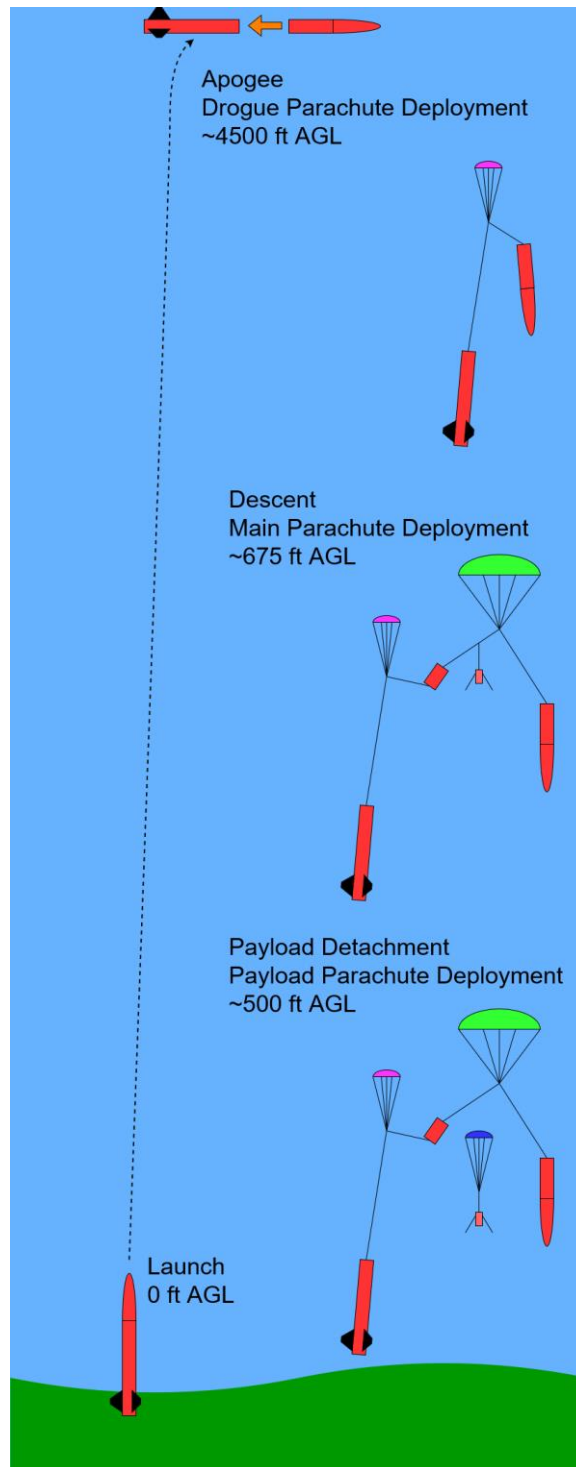 Apogee
Drogue Parachute Deployment
~4500 ft AGL
Descent
Main Parachute Deployment
~675 ft AGL
Payload Detachment
Payload Parachute Deployment
~500 ft AGL
Launch
0 ft AGL